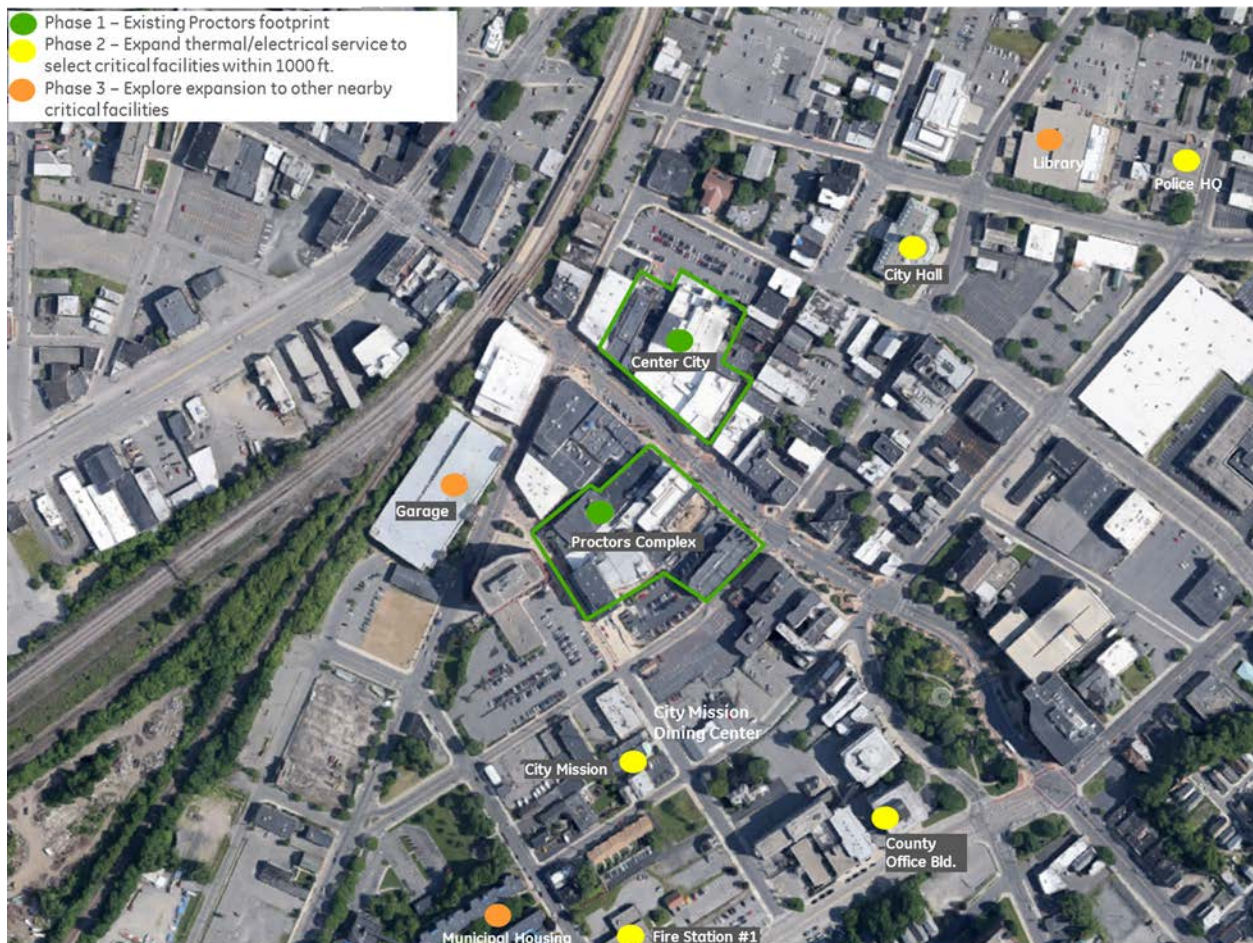 Phase 1 – Existing Proctors footprint
Phase 2 – Expand thermal/electrical service to
select critical facilities within 1000 ft.
Phase 3 – Explore expansion to other nearby
critical facilities
Library
Police HQ
City Hall
Center City
Garage
Proctors Complex
City Mission
Dining Center
City Mission
County
Office Bld.
Municipal Housing
Fire Station #1